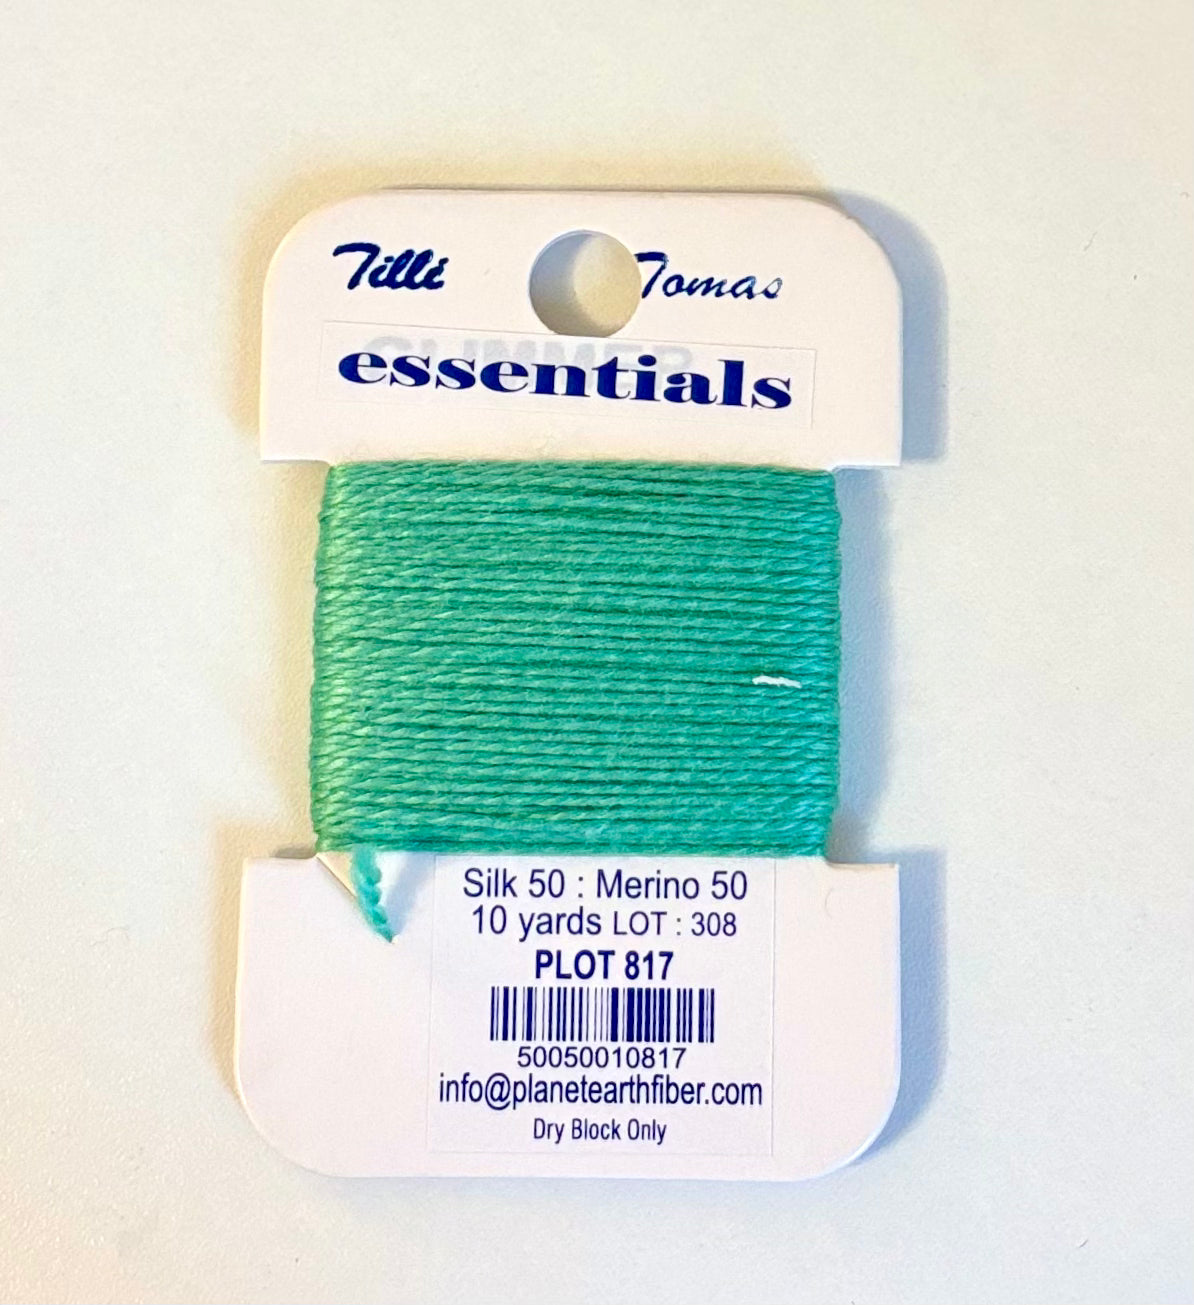 Tilli Tomas
essentials
Silk 50 : Merino 50
10 yards LOT : 308
PLOT 817
50050010817
info@planetearthfiber.com
Dry Block Only